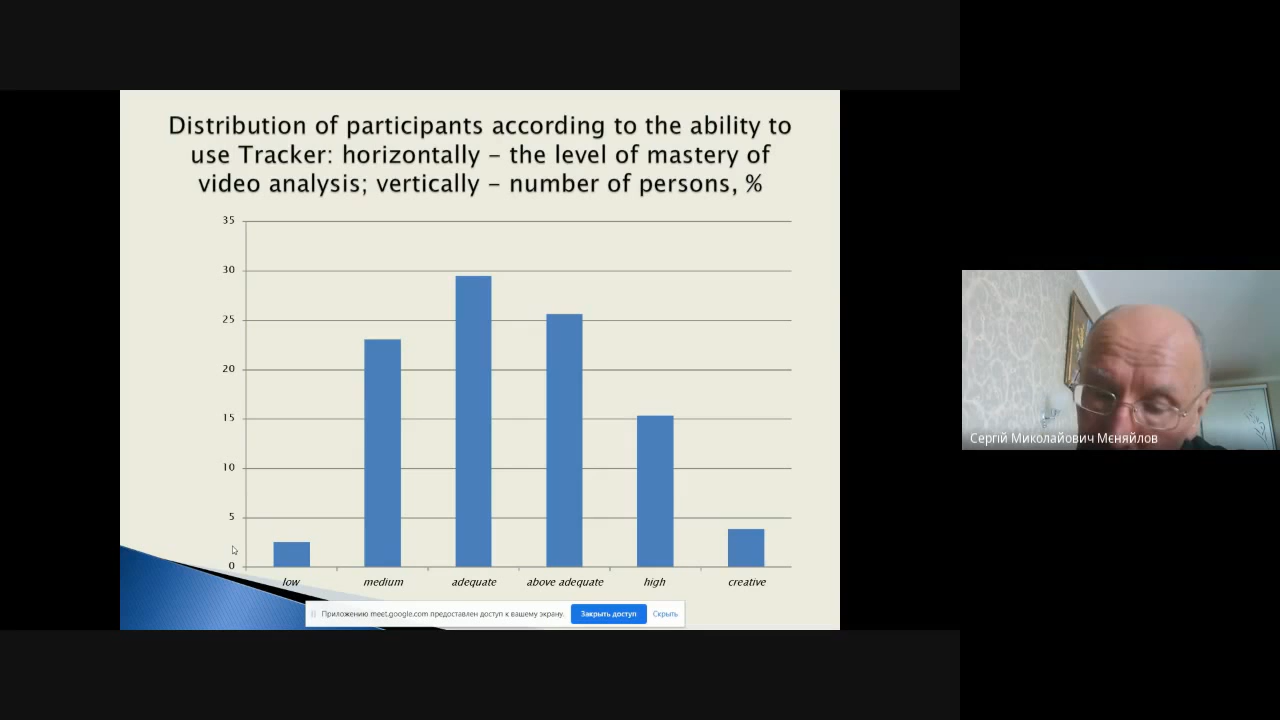 Distribution of participants according to the ability to
use Tracker: horizontally – the level of mastery of
video analysis; vertically – number of persons, %
35
30
25
20
15
10
5
0
low medium adequate above adequate high creative
Приложению meet.google.com предоставлен доступ к вашему экрану. Закрыть доступ Скрыть
Сергій Миколайович Мєняйлов